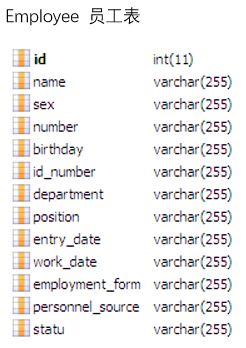 Employee 员工表
id int(11)
name varchar(255)
sex varchar(255)
number varchar(255)
birthday varchar(255)
id_number varchar(255)
department varchar(255)
position varchar(255)
entry_date varchar(255)
work_date varchar(255)
employment_form varchar(255)
personnel_source varchar(255)
statu varchar(255)